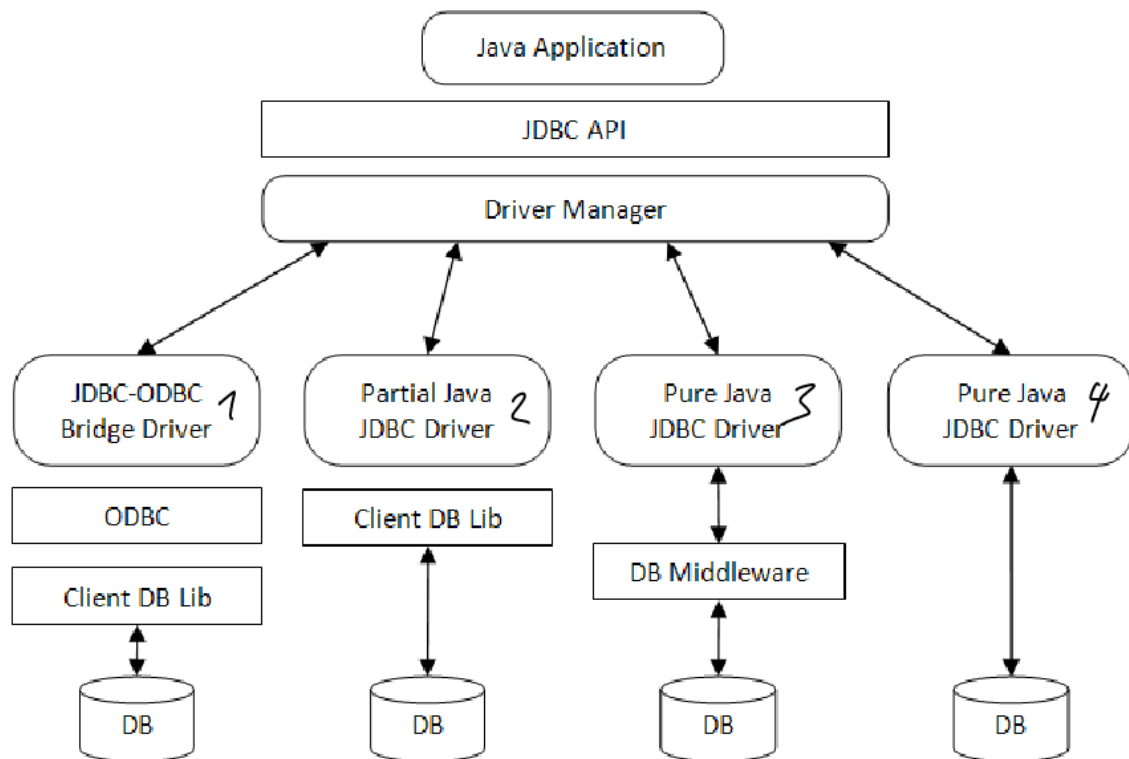 Java Application
JDBC API
Driver Manager
JDBC-ODBC
Bridge Driver 1
Partial Java
JDBC Driver 2
Pure Java
JDBC Driver 3
Pure Java
JDBC Driver 4
ODBC
Client DB Lib
Client DB Lib
DB Middleware
DB
DB
DB
DB